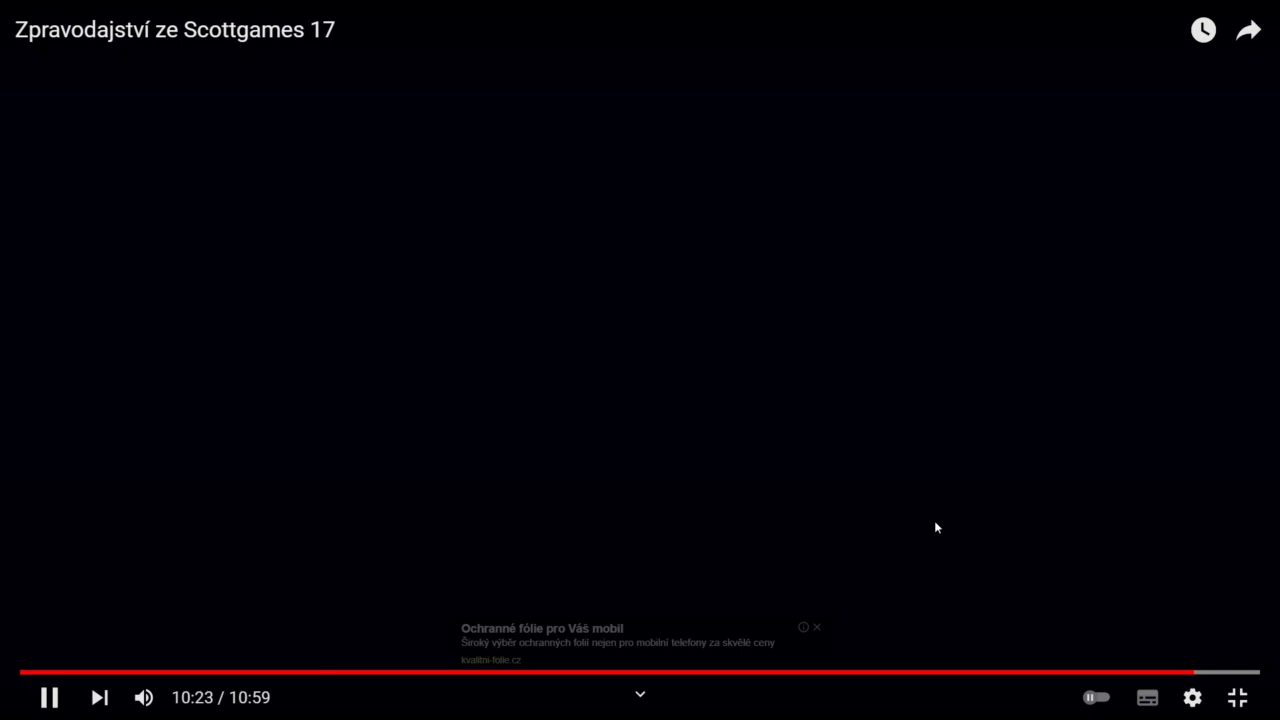 Zpravodajství ze Scottgames 17
Ochranné fólie pro Váš mobil
Široký výběr ochranných folií nejen pro mobilní telefony za skvělé ceny
kvalitni-folie.cz
10:23 / 10:59